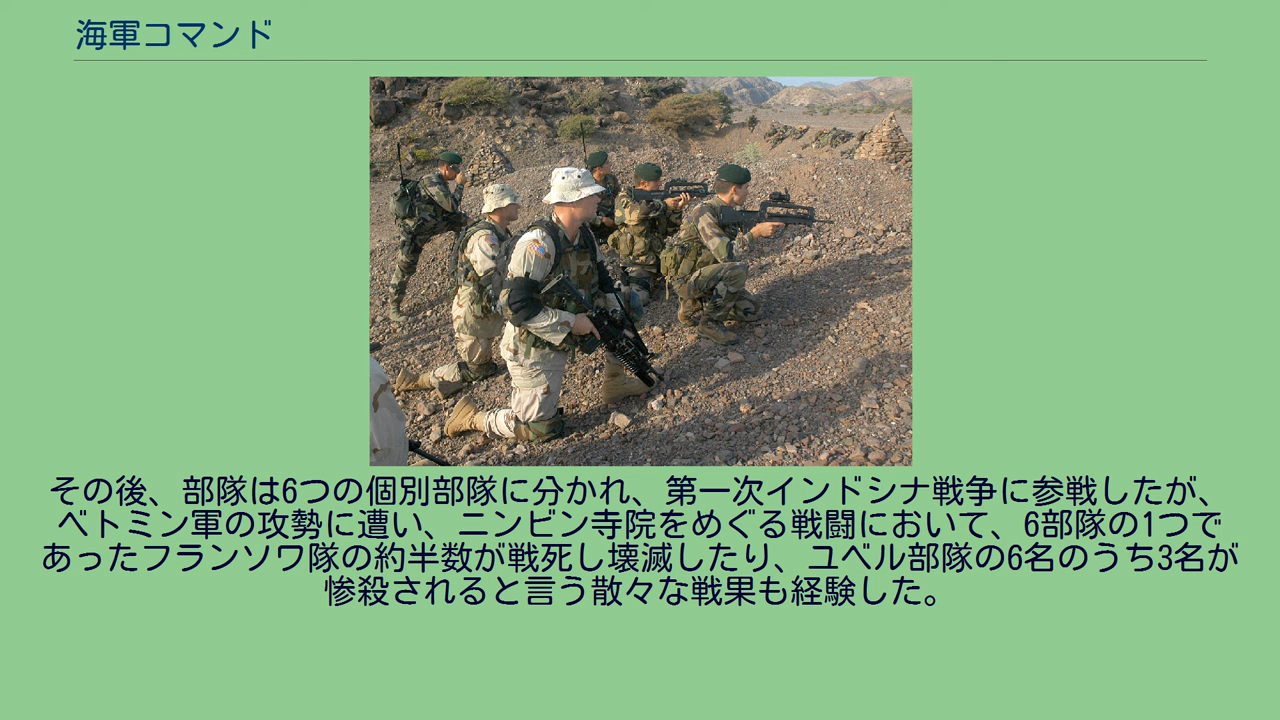 海軍コマンド
その後、部隊は6つの個別部隊に分かれ、第一次インドシナ戦争に参戦したが、
ベトミン軍の攻勢に遭い、ニンビン寺院をめぐる戦闘において、6部隊の1つで
あったフランソワ隊の約半数が戦死し壊滅したり、ユベル部隊の6名のうち3名が
惨殺されると言う散々な戦果も経験した。